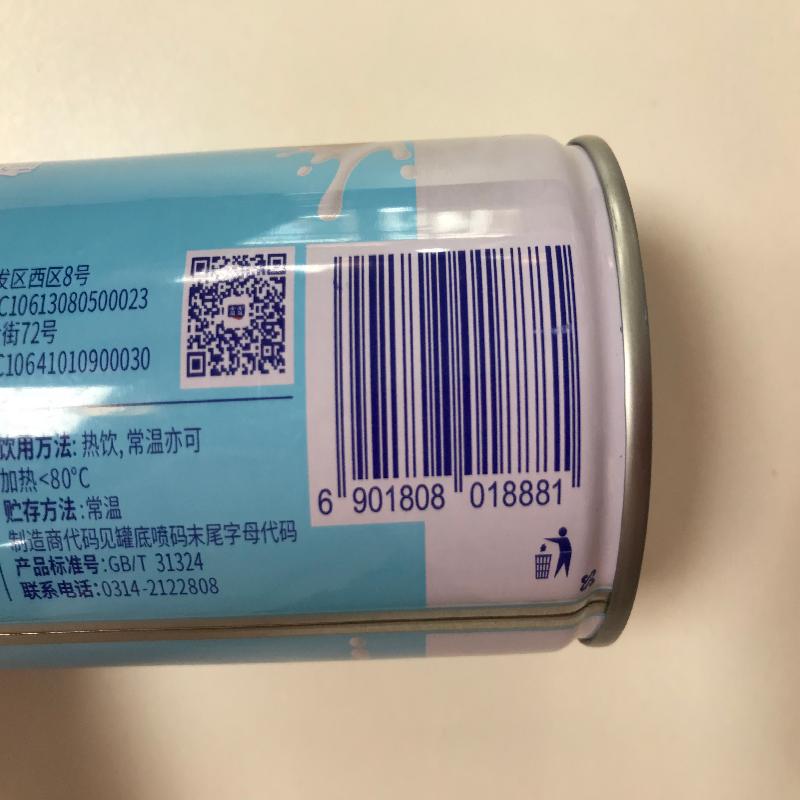 发区西区8号
C10613080500023
街72号
C10641010900030
饮用方法: 热饮,常温亦可
加热<80°C
贮存方法:常温
制造商代码见罐底喷码末尾字母代码
产品标准号:GB/T 31324
联系电话:0314-2122808
6 901808 018881